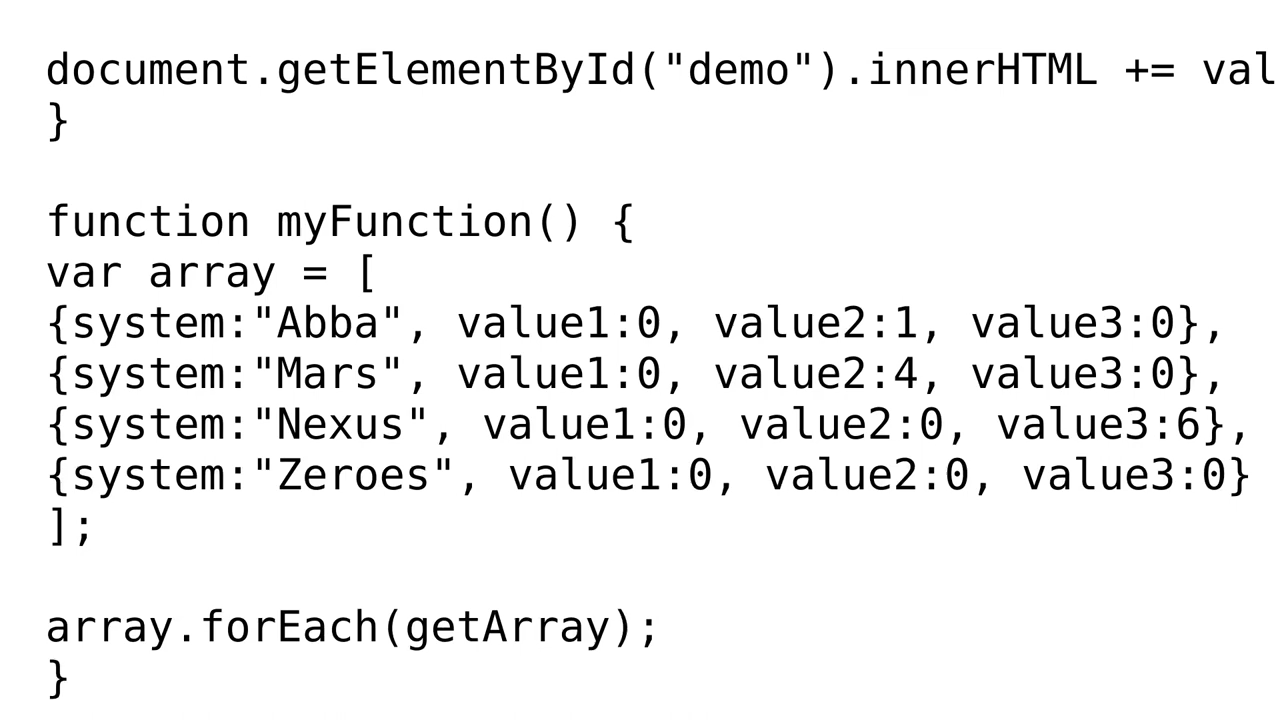 document.getElementById("demo").innerHTML += val
}
function myFunction() {
var array = [
{system:"Abba", value1:0, value2:1, value3:0},
{system:"Mars", value1:0, value2:4, value3:0},
{system:"Nexus", value1:0, value2:0, value3:6},
{system:"Zeroes", value1:0, value2:0, value3:0}
];
array.forEach(getArray);
}